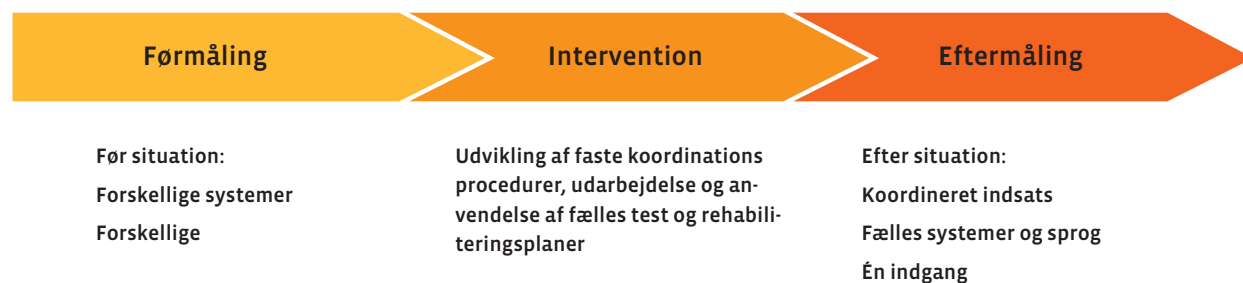 Førmåling
Intervention
Eftermåling
Før situation:
Forskellige systemer
Forskellige
Udvikling af faste koordinations
procedurer, udarbejdelse og an-
vendelse af fælles test og rehabili-
teringsplaner
Efter situation:
Koordineret indsats
Fælles systemer og sprog
Én indgang